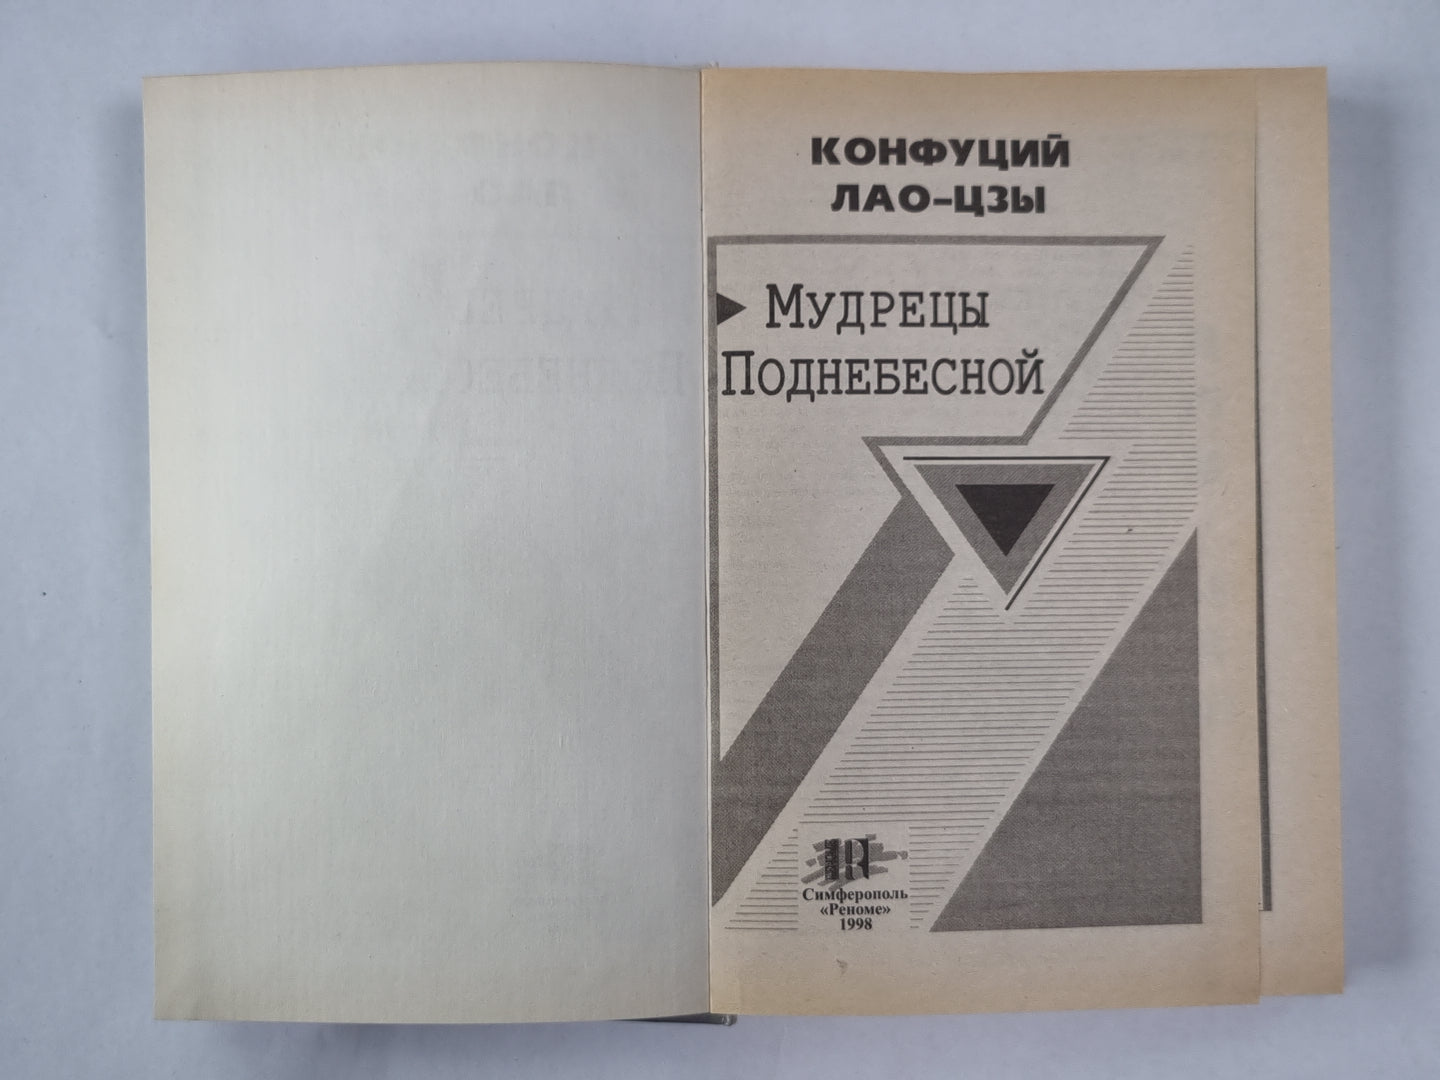 КОНФУЦИЙ
ЛАО-ЦЗЫ
МУДРЕЦЫ
ПОДНЕБЕСНОЙ
Симферополь
«Реноме»
1998